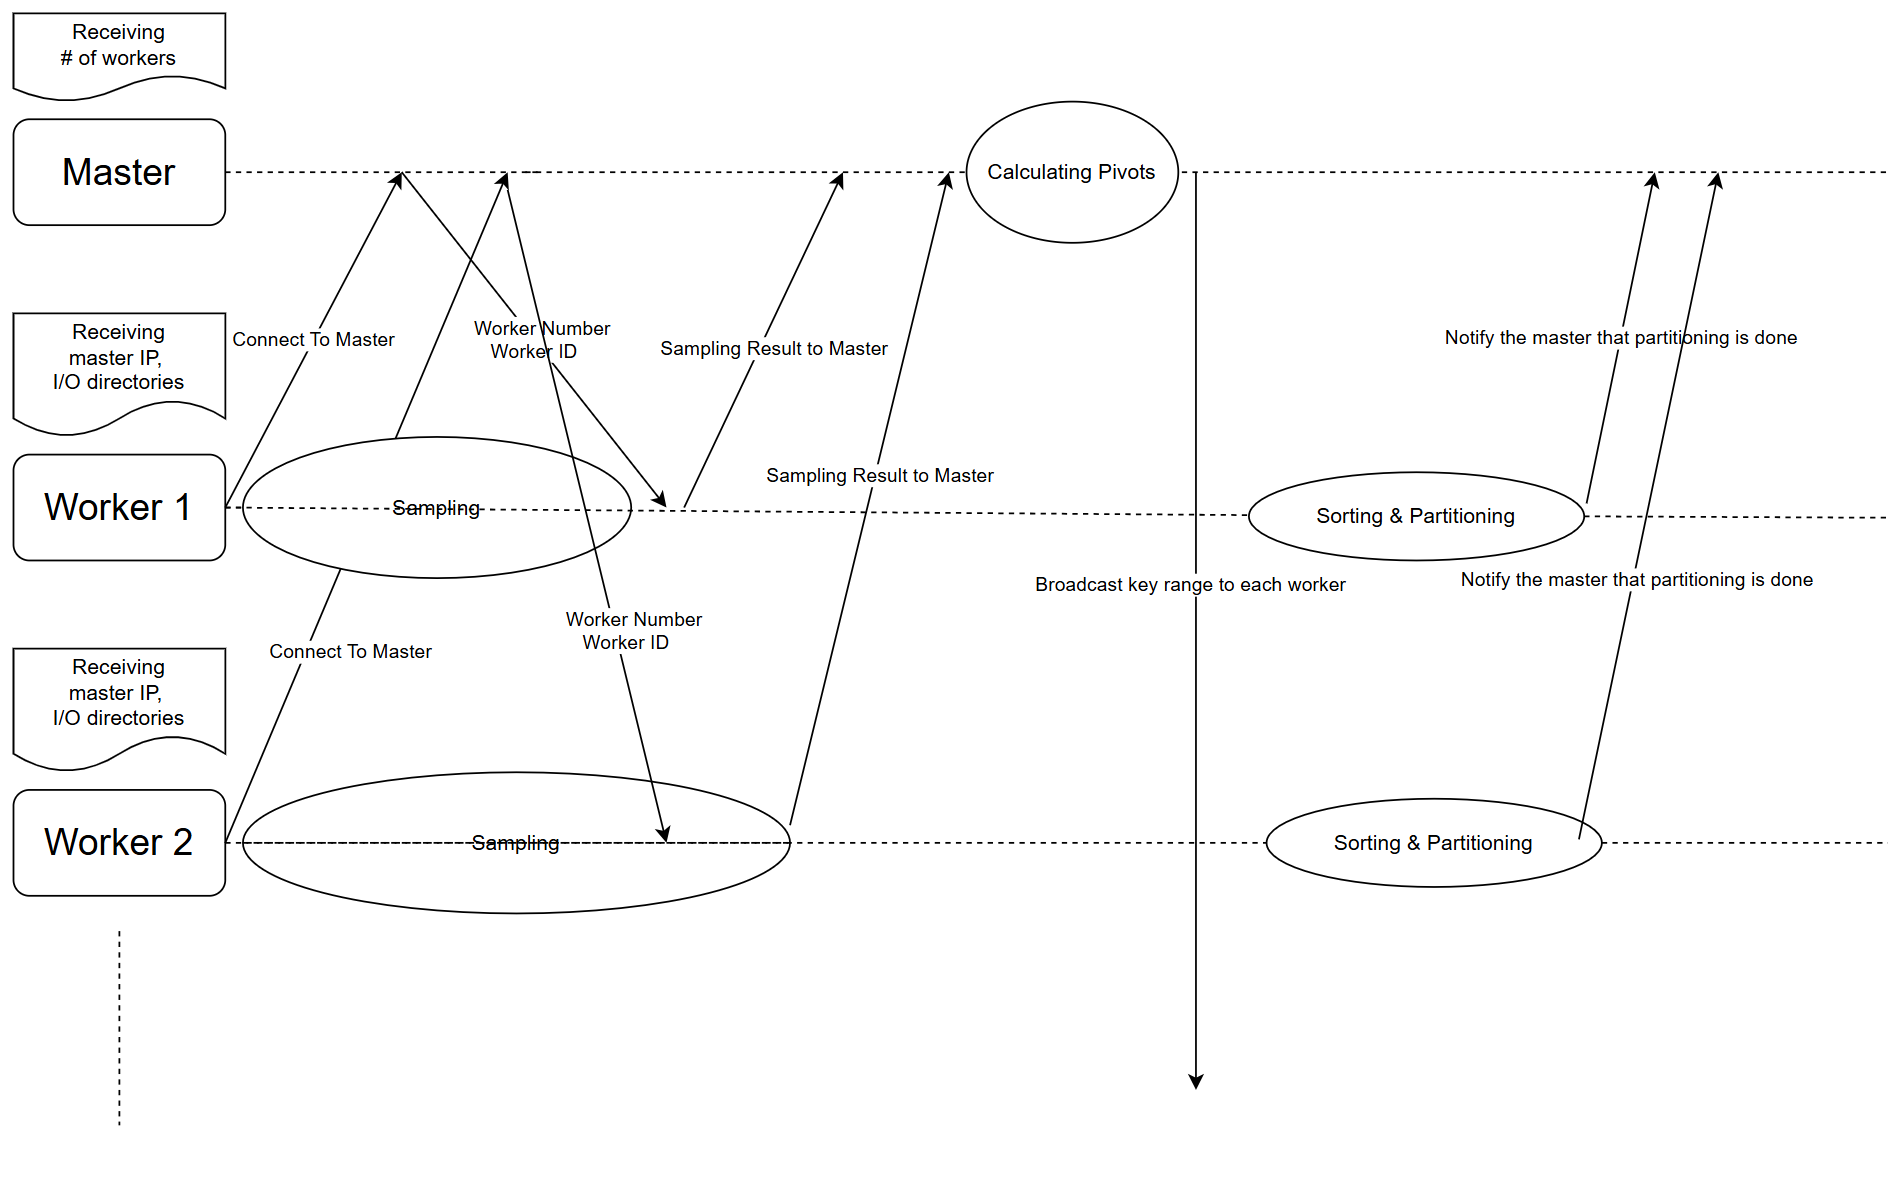 Receiving
# of workers
Master
Calculating Pivots
Receiving
master IP,
I/O directories
Connect To Master
Worker Number
Worker ID
Sampling Result to Master
Notify the master that partitioning is done
Worker 1
Sampling
Sampling Result to Master
Sorting & Partitioning
Broadcast key range to each worker
Notify the master that partitioning is done
Worker Number
Worker ID
Connect To Master
Receiving
master IP,
I/O directories
Worker 2
Sampling
Sorting & Partitioning